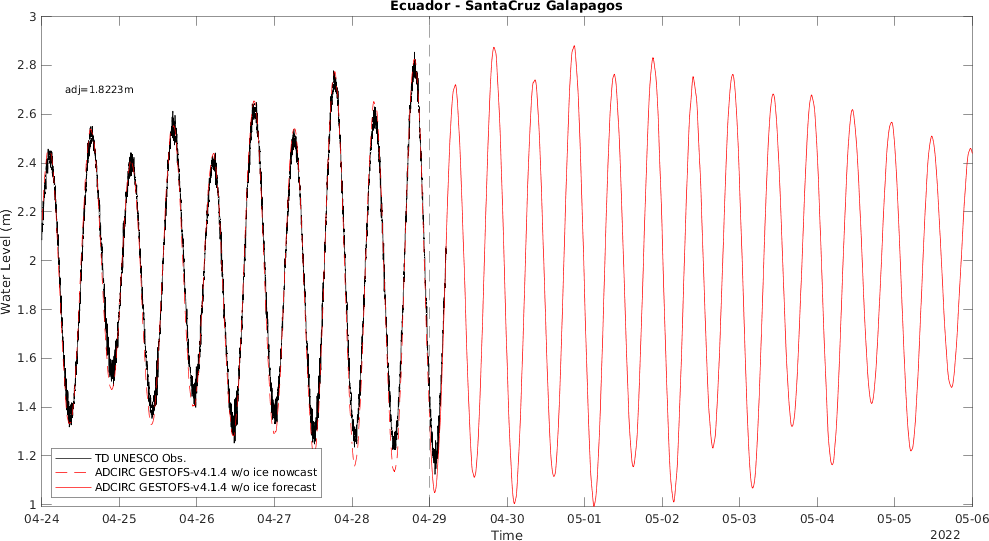 Ecuador - SantaCruz Galapagos
3
2.8
adj=1.8223m
2.6
2.4
2.2
2
1.8
1.6
1.4
1.2
1
Water Level (m)
TD UNESCO Obs.
ADCIRC GESTOFS-v4.1.4 w/o ice nowcast
ADCIRC GESTOFS-v4.1.4 w/o ice forecast
04-24 04-25 04-26 04-27 04-28 04-29 04-30 05-01 05-02 05-03 05-04 05-05 05-06
Time
2022